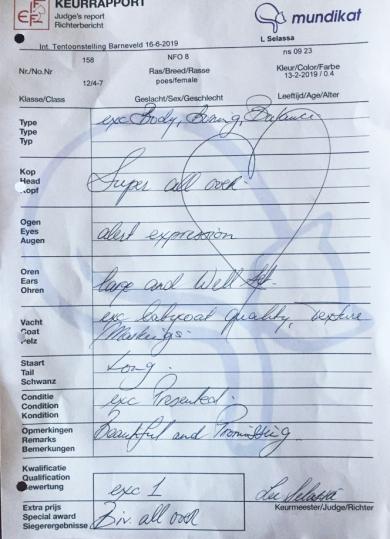 KEURRAPPORT
Judge's report
Richterbericht
mundikat
Int. Tentoonstelling Barneveld 16-6-2019
L Selassa
158
NFO 8
ns 09 23
Nr./No.Nr
Ras/Breed/Rasse
Kleur/Color/Farbe
12/4-7
poes/female
13-2-2019 / 0.4
Klasse/Class
Geslacht/Sex/Geschlecht
Leeftijd/Age/Alter
Type
Type
Typ
exc Body, Boning, Balance
Kop
Head
Kopf
Super all over.
Ogen
Eyes
Augen
alert expression
Oren
Ears
Ohren
large and Well
Vacht
Coat
Pelz
exc babycoat quality, texture
Markings.
Staart
Tail
Schwanz
Long.
Conditie
Condition
Kondition
exc Presented.
Opmerkingen
Remarks
Bemerkungen
Beautiful and Promissing
Kwalificatie
Qualification
Bewertung
exc 1
Extra prijs
Special award
Siegerergebnisse
Biv. all over
Keurmeester/Judge/Richter